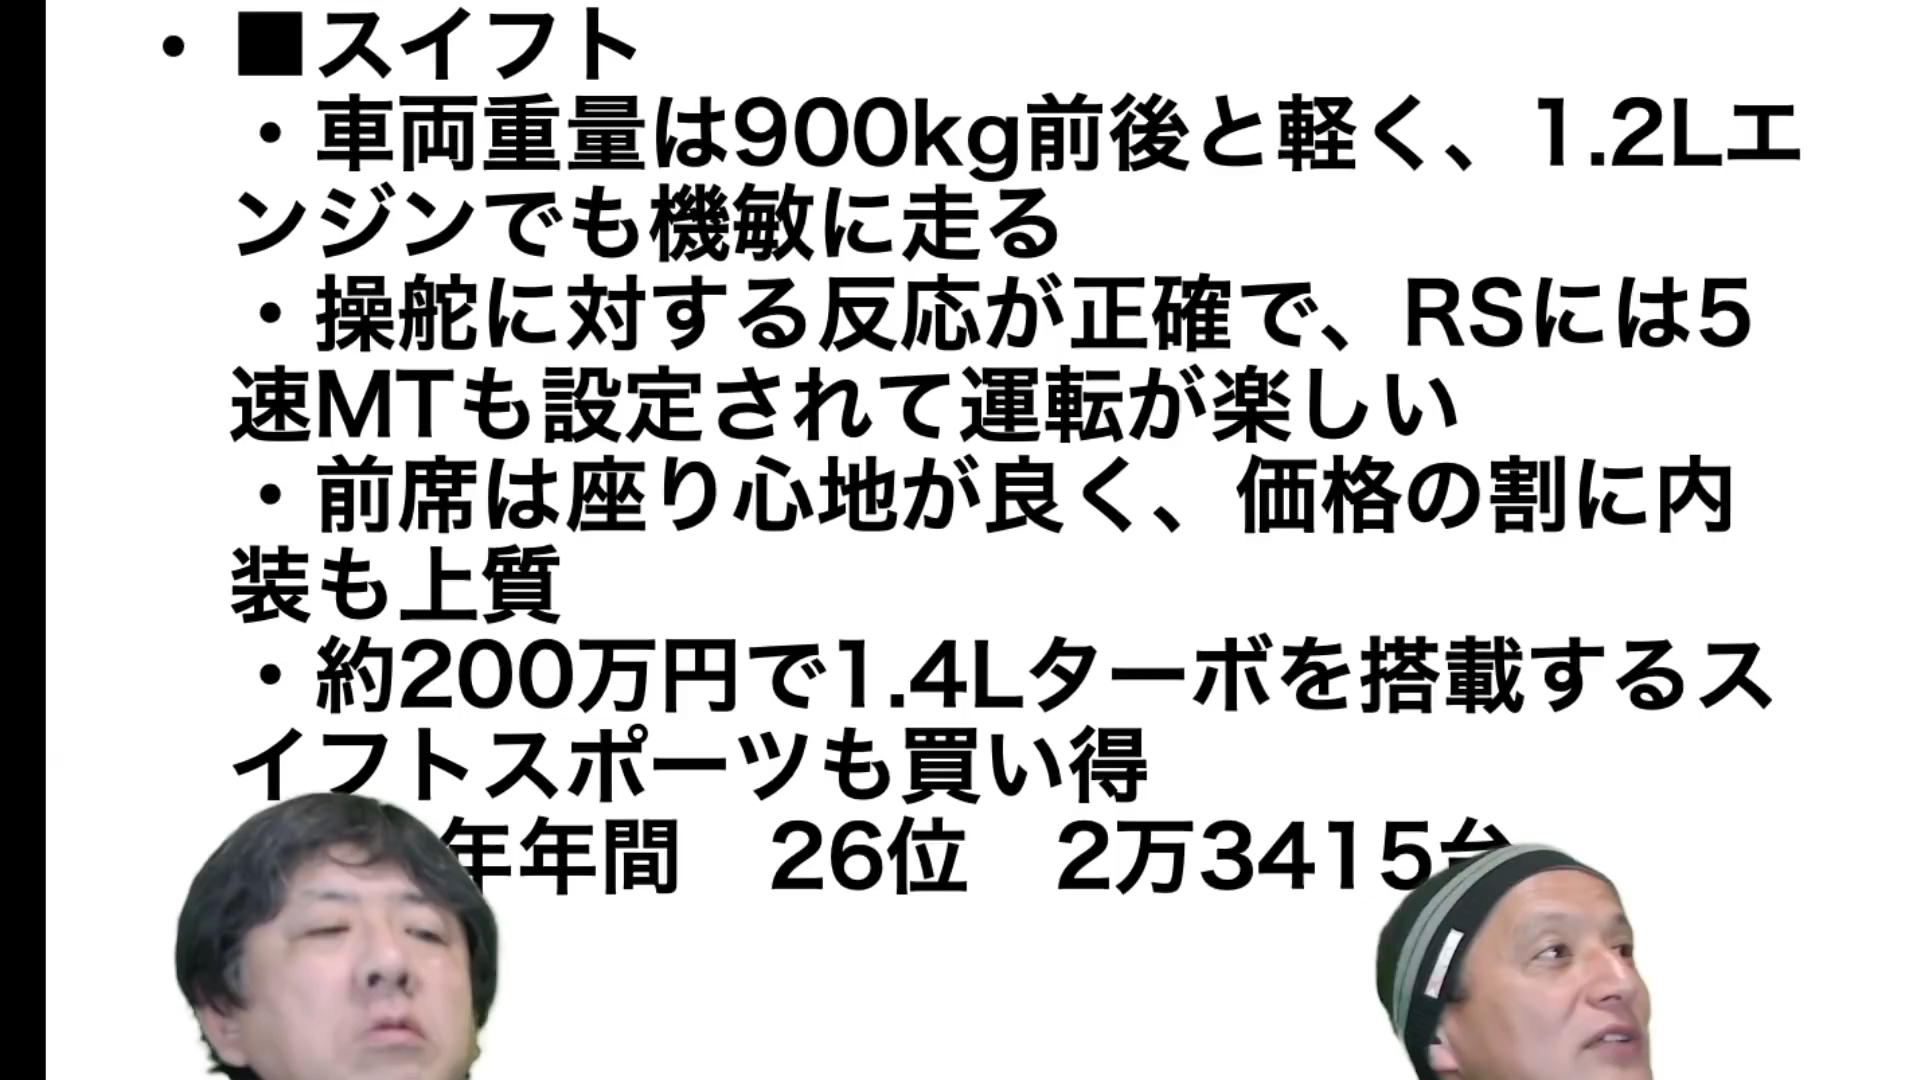 • ■スイフト
・車両重量は900kg前後と軽く、1.2Lエ
ンジンでも機敏に走る
・操舵に対する反応が正確で、RSには5
速MTも設定されて運転が楽しい
・前席は座り心地が良く、価格の割に内
装も上質
・約200万円で1.4Lターボを搭載するス
イフトスポーツも買い得
年年間　26位　2万3415台